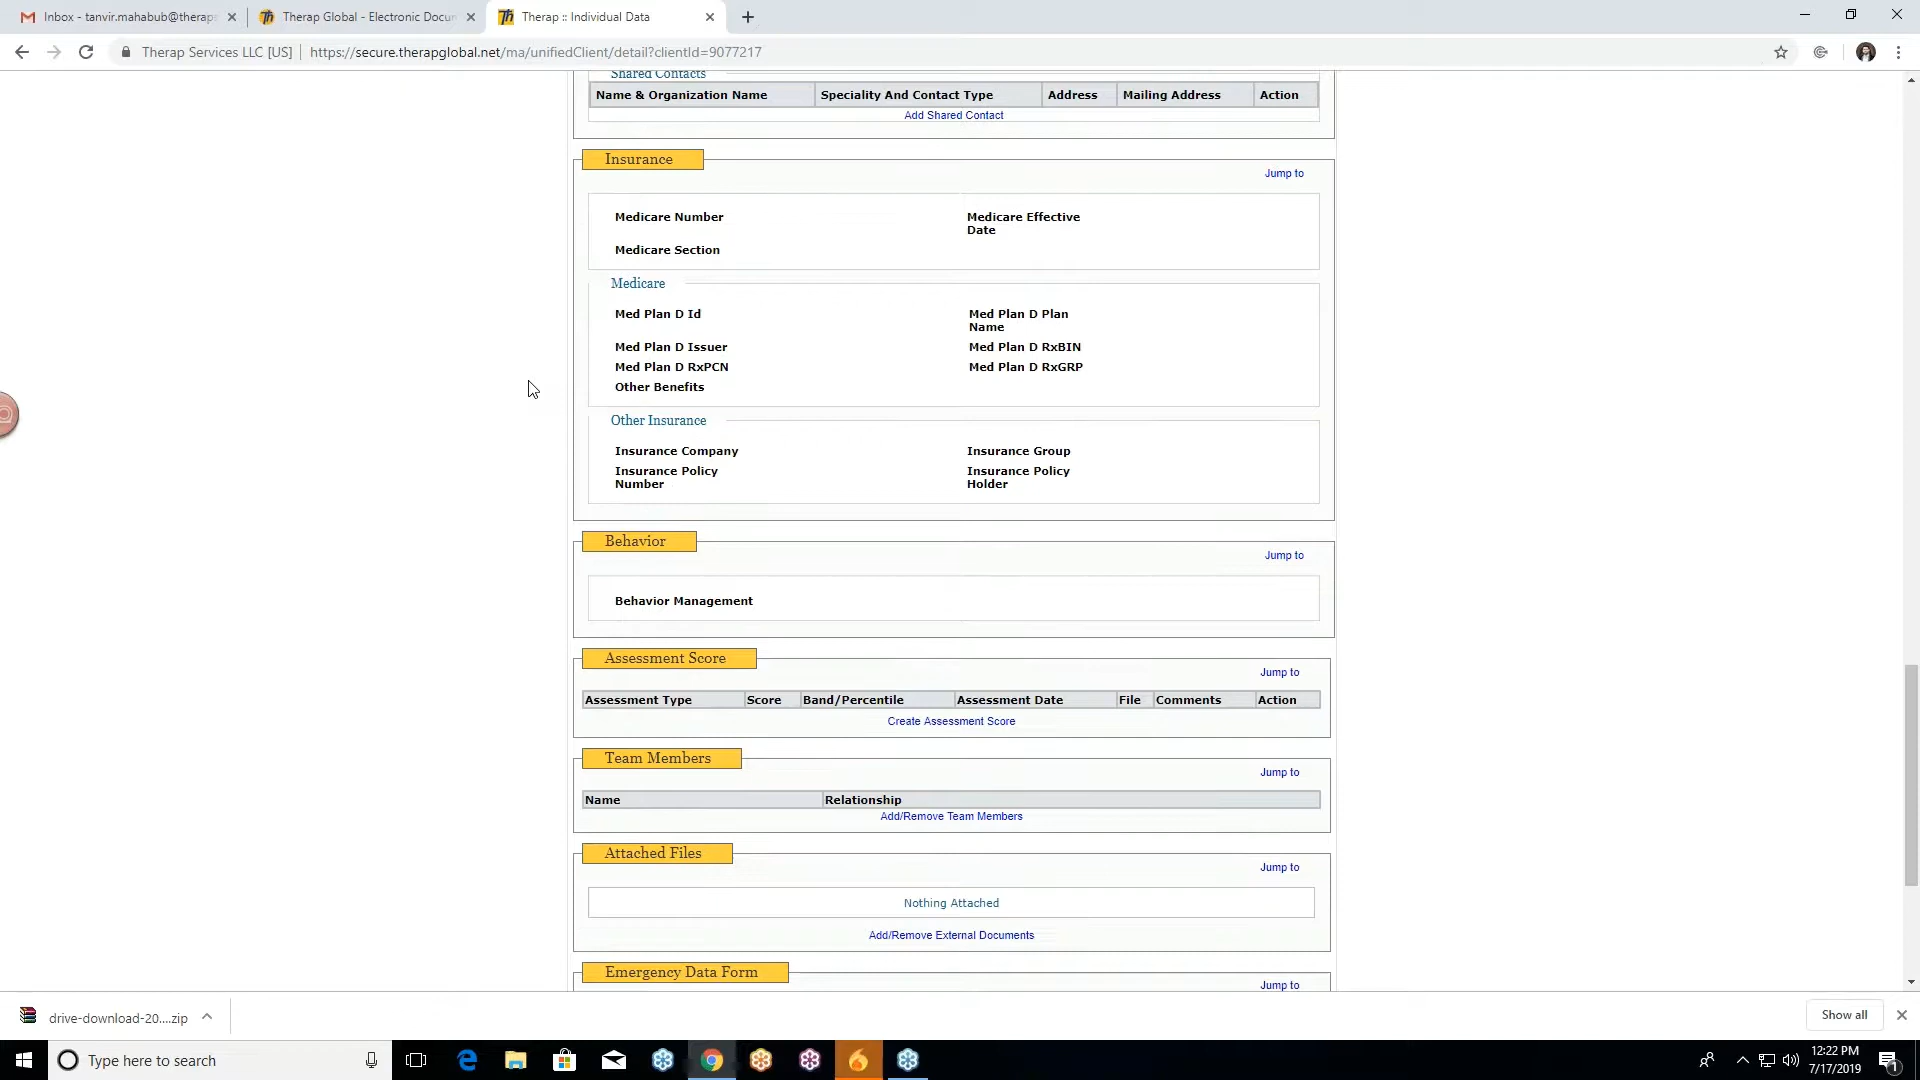 Inbox - tanvir.mahabub@therap
Therap Global - Electronic Docum
Therap :: Individual Data
Therap Services LLC [US]
https://secure.therapglobal.net/ma/unifiedClient/detail?clientId=9077217
Shared Contacts
Name & Organization Name
Speciality And Contact Type
Address
Mailing Address
Action
Add Shared Contact
Insurance
Jump to
Medicare Number
Medicare Effective
Date
Medicare Section
Medicare
Med Plan D Id
Med Plan D Plan
Name
Med Plan D Issuer
Med Plan D RxBIN
Med Plan D RxPCN
Med Plan D RxGRP
Other Benefits
Other Insurance
Insurance Company
Insurance Group
Insurance Policy
Number
Insurance Policy
Holder
Behavior
Jump to
Behavior Management
Assessment Score
Jump to
Assessment Type
Score
Band/Percentile
Assessment Date
File
Comments
Action
Create Assessment Score
Team Members
Jump to
Name
Relationship
Add/Remove Team Members
Attached Files
Jump to
Nothing Attached
Add/Remove External Documents
Emergency Data Form
Jump to
drive-download-20....zip
Show all
Type here to search
12:22 PM
7/17/2019
1